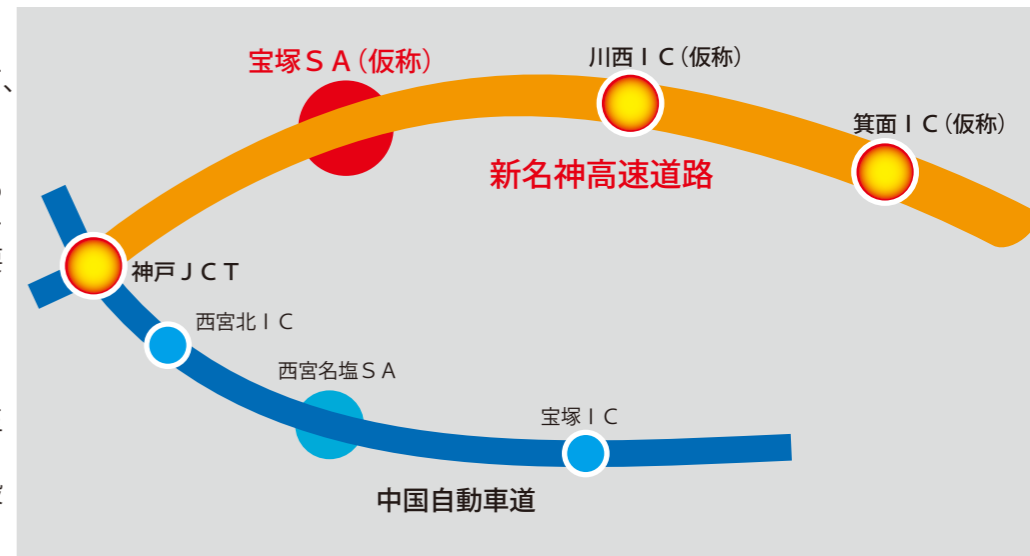 宝塚ＳＡ（仮称）
川西ＩＣ（仮称）
箕面ＩＣ（仮称）
新名神高速道路
神戸ＪＣＴ
西宮北ＩＣ
西宮名塩ＳＡ
宝塚ＩＣ
中国自動車道